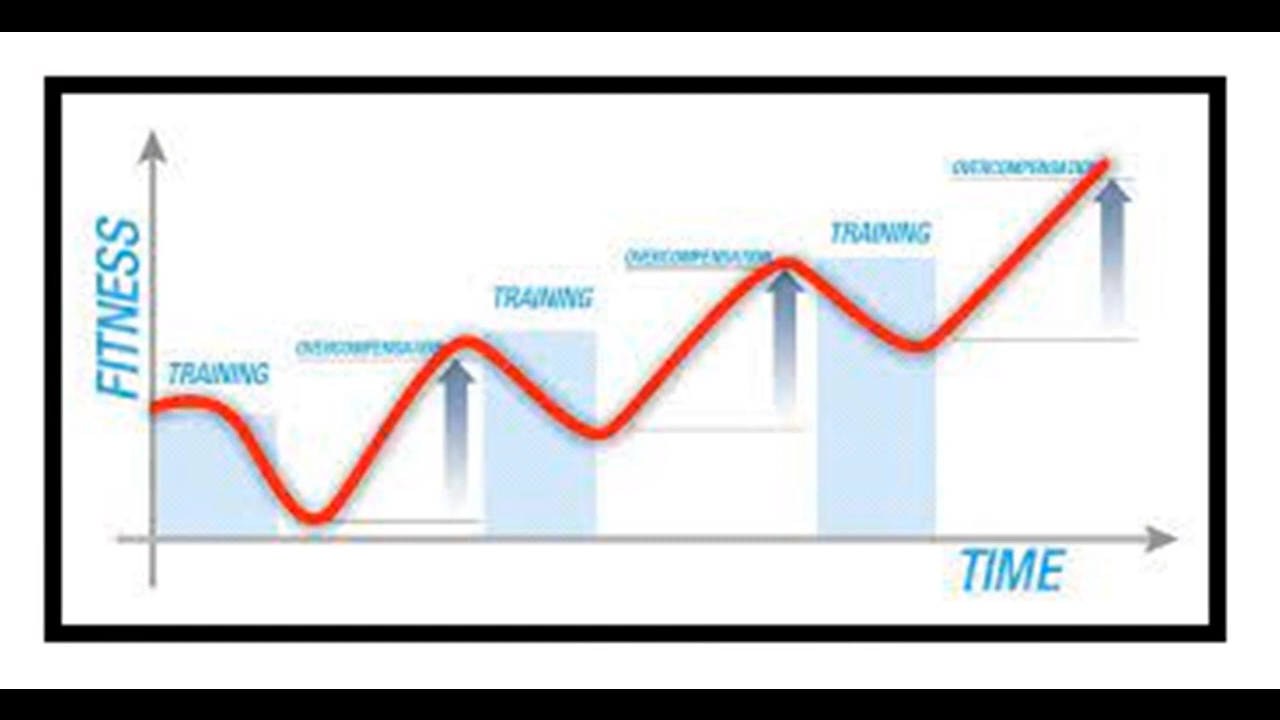 OVERCOMPENSATION
TRAINING
OVERCOMPENSATION
TRAINING
OVERCOMPENSATION
TRAINING
FITNESS
TIME